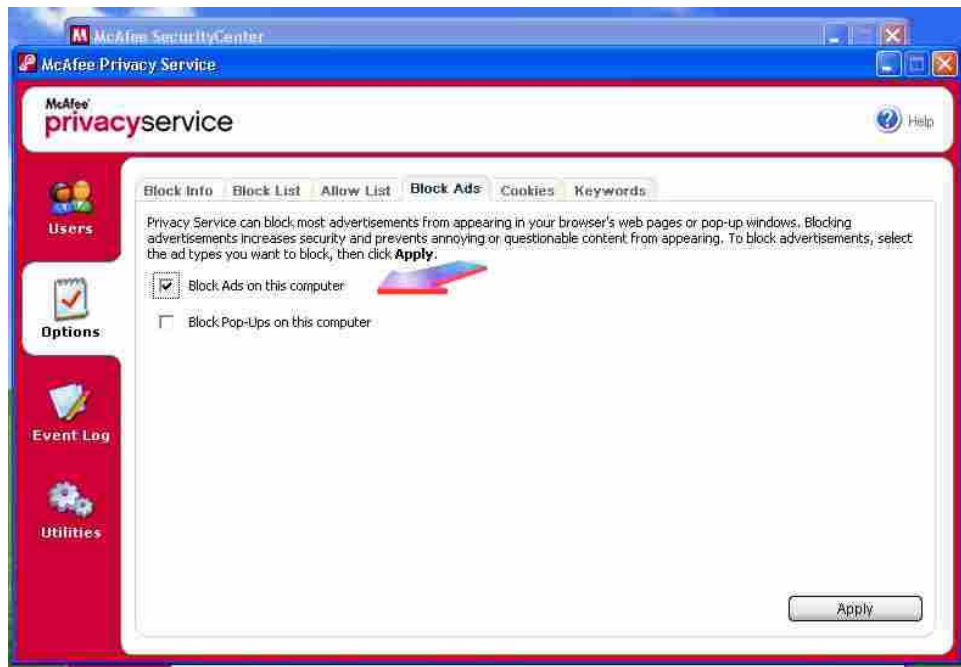 McAfee SecurityCenter
McAfee Privacy Service
McAfee
privacyservice
Help
Block Info Block List Allow List Block Ads Cookies Keywords
Users
Privacy Service can block most advertisements from appearing in your browser's web pages or pop-up windows. Blocking
advertisements increases security and prevents annoying or questionable content from appearing. To block advertisements, select
the ad types you want to block, then click Apply.
Block Ads on this computer
Options
Block Pop-Ups on this computer
Event Log
Utilities
Apply